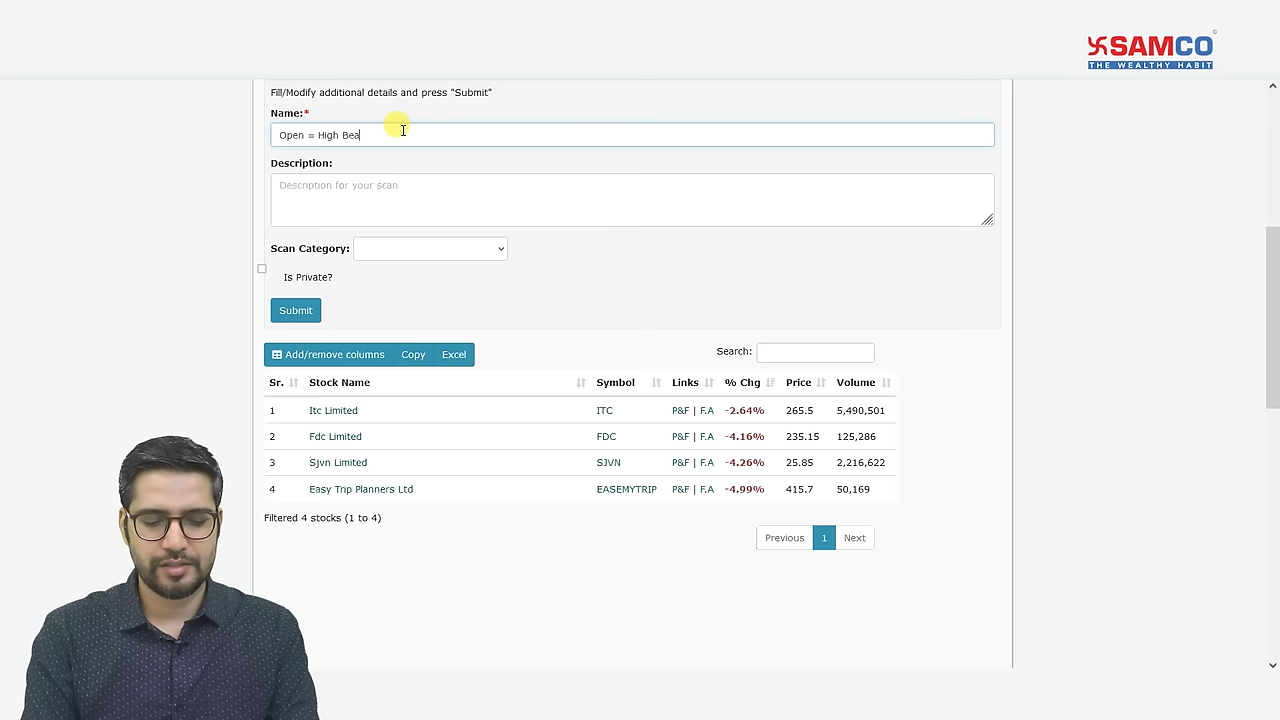 SAMCO
THE WEALTHY HABIT
Fill/Modify additional details and press "Submit"
Name:*
Open = High Bea
Description:
Description for your scan
Scan Category:
Is Private?
Submit
Add/remove columns Copy Excel Search:
Sr. Stock Name Symbol Links % Chg Price Volume
1 Itc Limited ITC P&F | F.A -2.64% 265.5 5,490,501
2 Fdc Limited FDC P&F | F.A -4.16% 235.15 125,286
3 Sjvn Limited SJVN P&F | F.A -4.26% 25.85 2,216,622
4 Easy Trip Planners Ltd EASEMYTRIP P&F | F.A -4.99% 415.7 50,169
Filtered 4 stocks (1 to 4)
Previous 1 Next